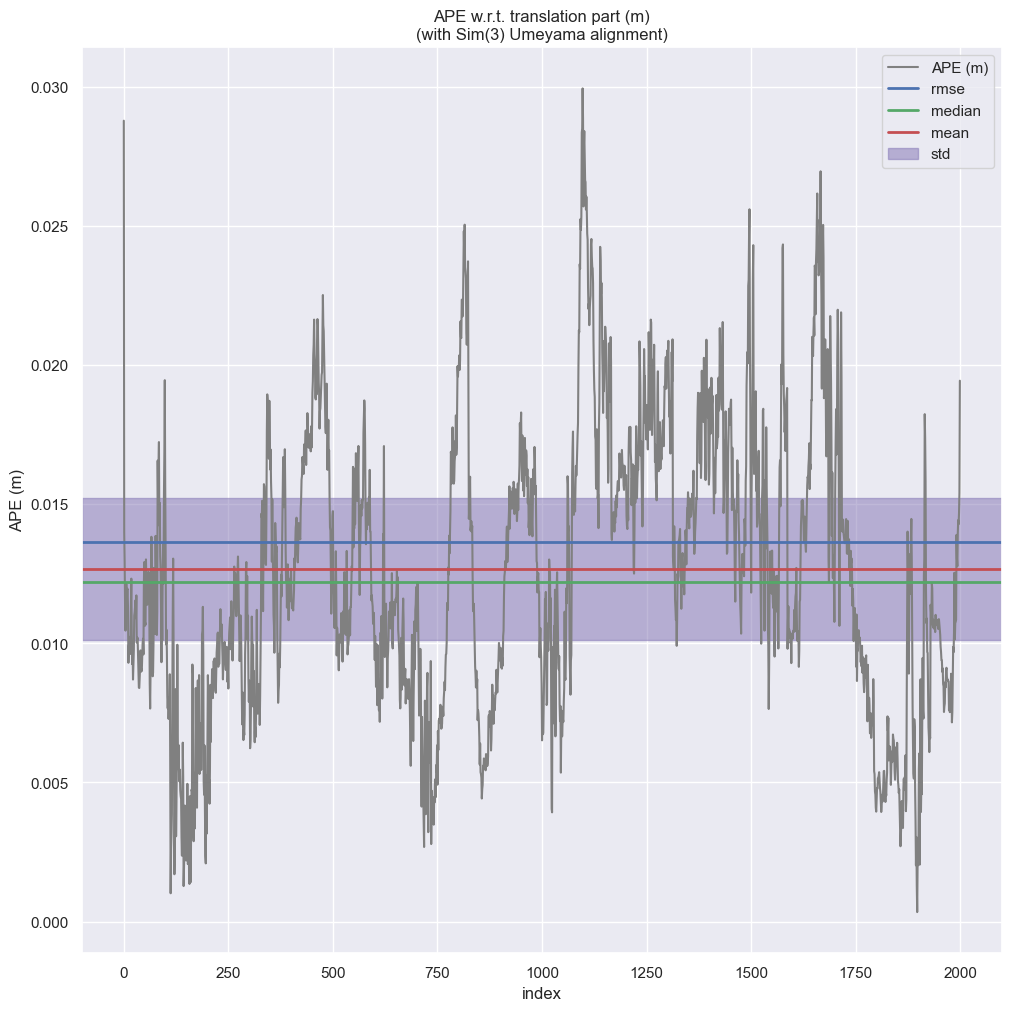 APE w.r.t. translation part (m)
(with Sim(3) Umeyama alignment)
APE (m)
rmse
median
mean
std
0.030
0.025
0.020
0.015
0.010
0.005
0.000
APE (m)
0 250 500 750 1000 1250 1500 1750 2000
index